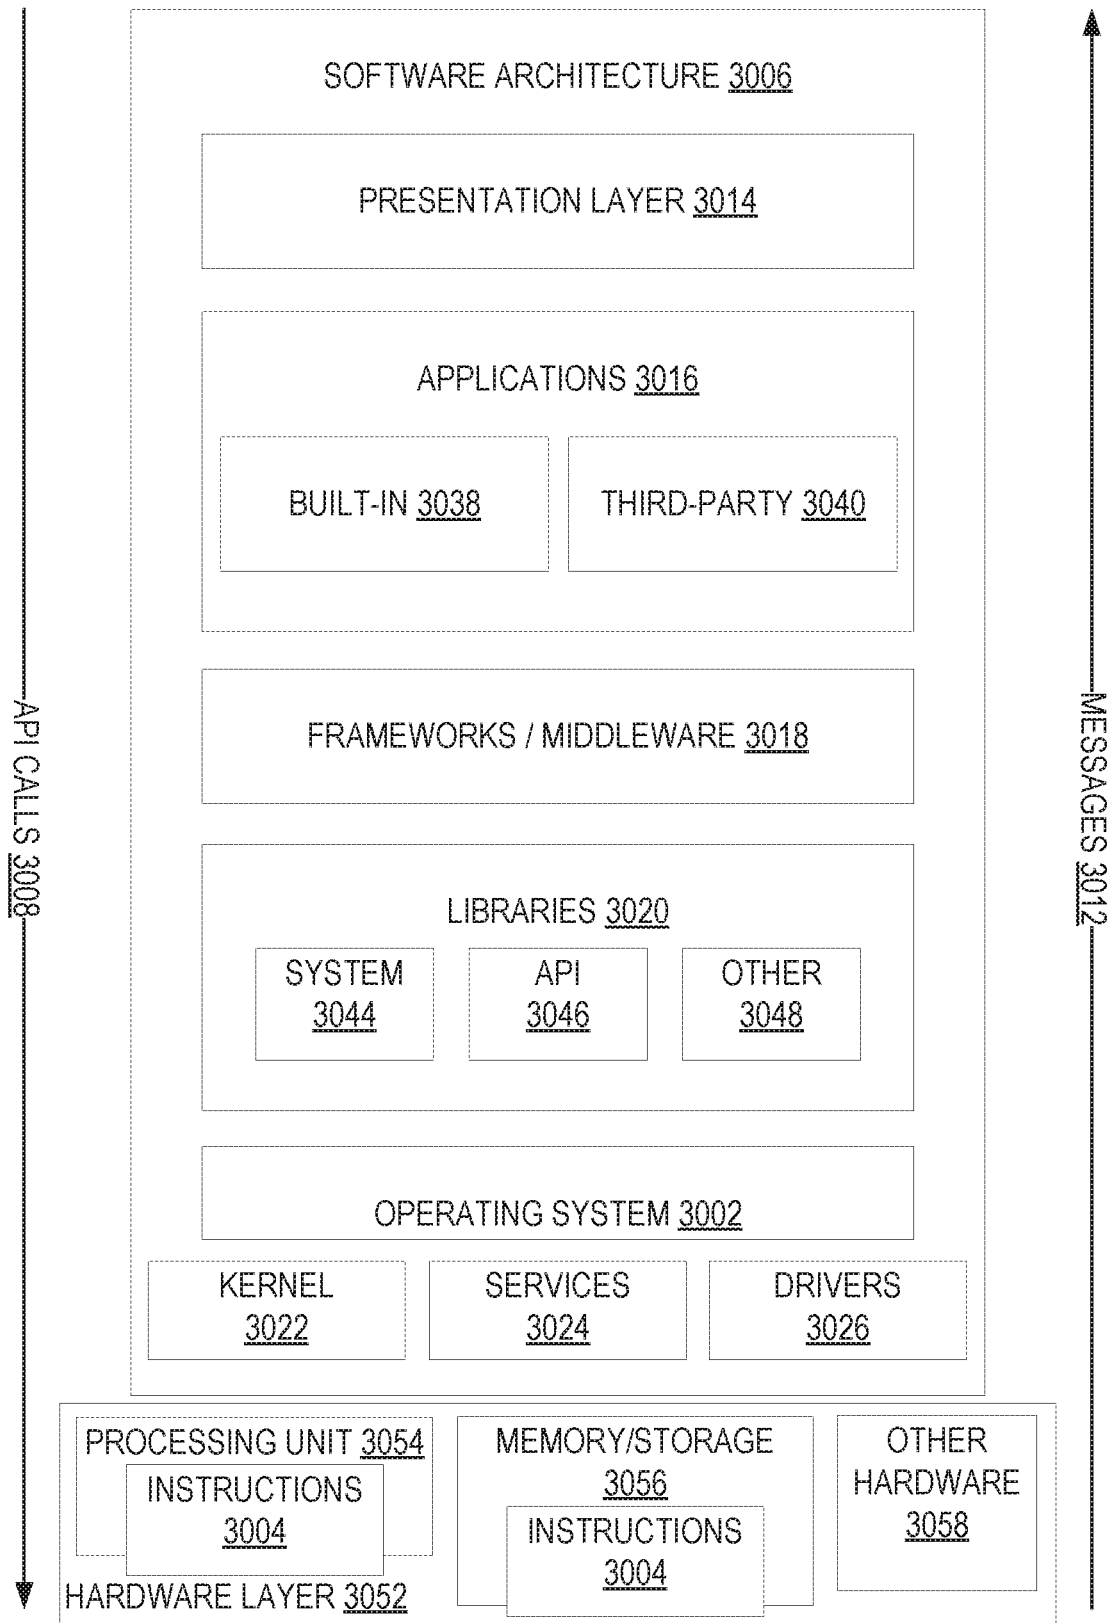 SOFTWARE ARCHITECTURE 3006
PRESENTATION LAYER 3014
APPLICATIONS 3016
BUILT-IN 3038
THIRD-PARTY 3040
FRAMEWORKS / MIDDLEWARE 3018
LIBRARIES 3020
SYSTEM
3044
API
3046
OTHER
3048
OPERATING SYSTEM 3002
KERNEL
3022
SERVICES
3024
DRIVERS
3026
PROCESSING UNIT 3054
INSTRUCTIONS
3004
MEMORY/STORAGE
3056
INSTRUCTIONS
3004
OTHER
HARDWARE
3058
HARDWARE LAYER 3052
API CALLS 3008
MESSAGES 3012